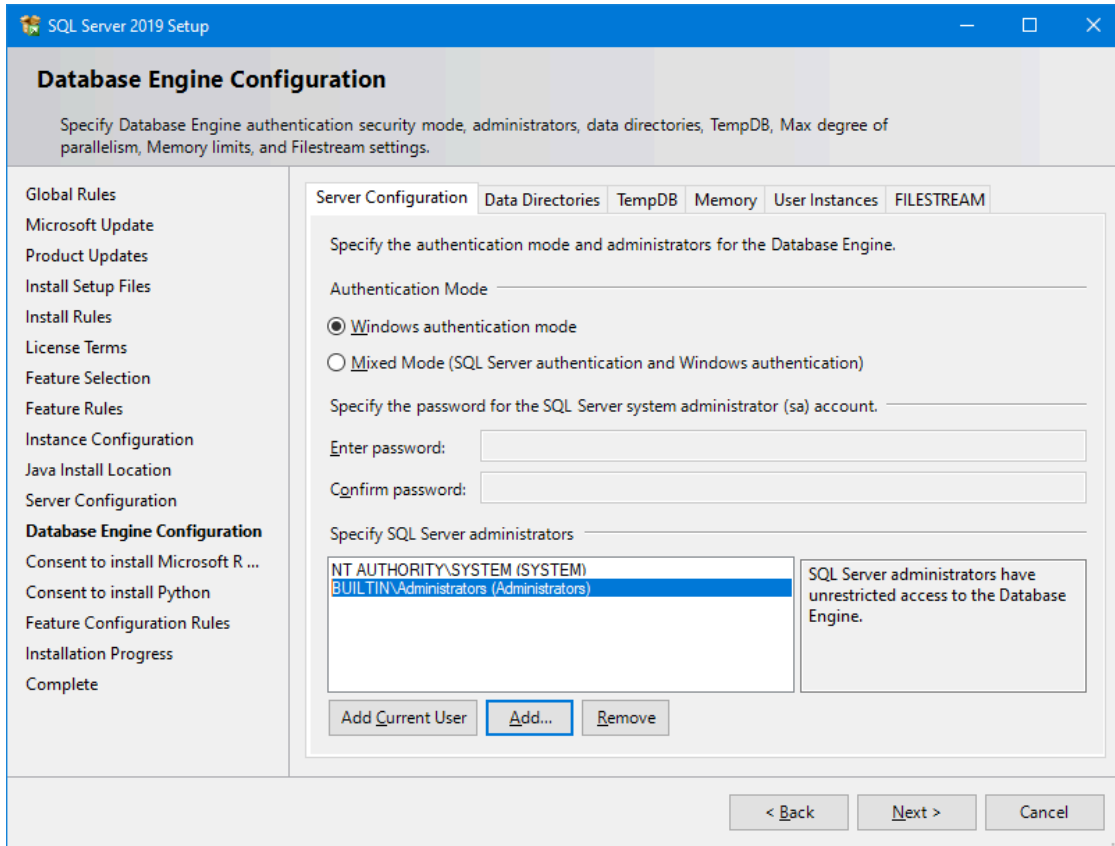 SQL Server 2019 Setup
Database Engine Configuration
Specify Database Engine authentication security mode, administrators, data directories, TempDB, Max degree of
parallelism, Memory limits, and Filestream settings.
Global Rules
Microsoft Update
Product Updates
Install Setup Files
Install Rules
License Terms
Feature Selection
Feature Rules
Instance Configuration
Java Install Location
Server Configuration
Database Engine Configuration
Consent to install Microsoft R ...
Consent to install Python
Feature Configuration Rules
Installation Progress
Complete
Server Configuration Data Directories TempDB Memory User Instances FILESTREAM
Specify the authentication mode and administrators for the Database Engine.
Authentication Mode
Windows authentication mode
Mixed Mode (SQL Server authentication and Windows authentication)
Specify the password for the SQL Server system administrator (sa) account.
Enter password:
Confirm password:
Specify SQL Server administrators
NT AUTHORITY\SYSTEM (SYSTEM)
BUILTIN\Administrators (Administrators)
SQL Server administrators have
unrestricted access to the Database
Engine.
Add Current User Add... Remove
< Back Next > Cancel